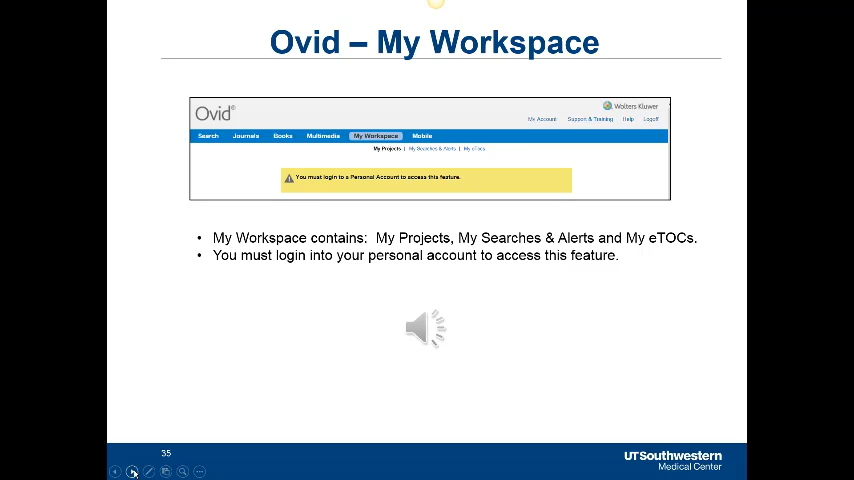 Ovid – My Workspace
Ovid®
Wolters Kluwer
My Account Support & Training Help Logoff
Search Journals Books Multimedia My Workspace Mobile
My Projects | My Searches & Alerts | My eTocs
You must login to a Personal Account to access this feature.
• My Workspace contains: My Projects, My Searches & Alerts and My eTOCs.
• You must login into your personal account to access this feature.
35
UTSouthwestern
Medical Center